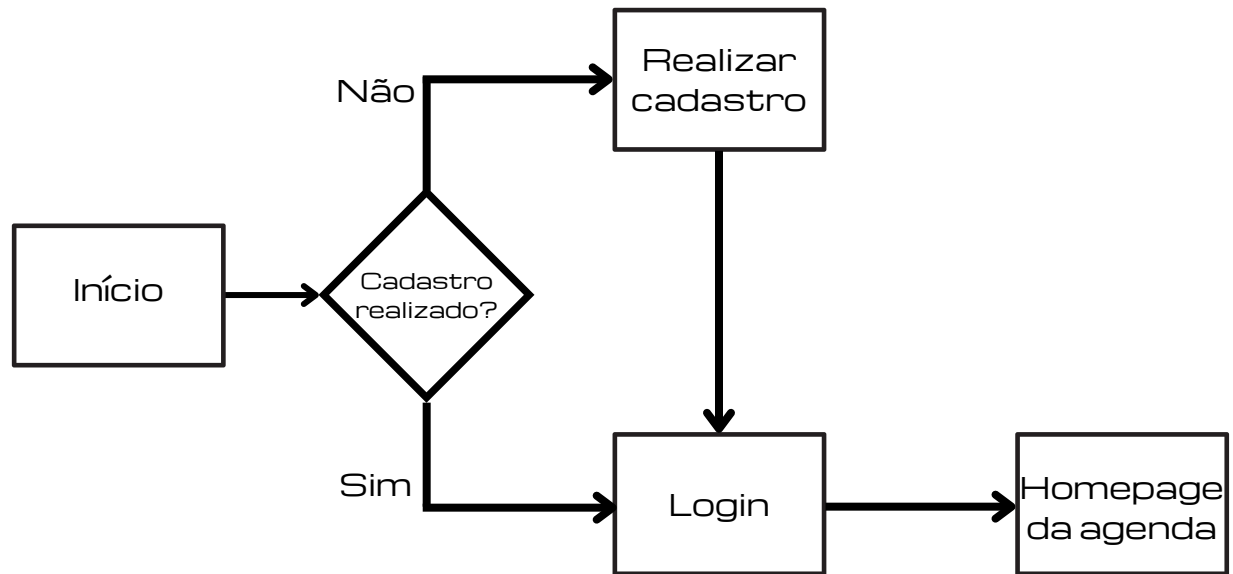 Não
Realizar
cadastro
Início
Cadastro
realizado?
Sim
Login
Homepage
da agenda